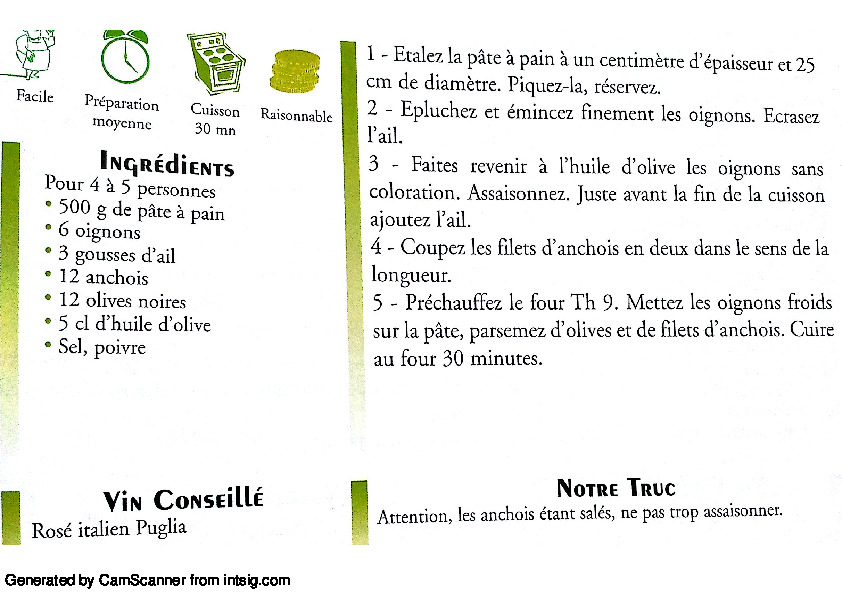 Facile
Préparation
moyenne
Cuisson
30 mn
Raisonnable
Ingrédients
Pour 4 à 5 personnes
• 500 g de pâte à pain
• 6 oignons
• 3 gousses d'ail
• 12 anchois
• 12 olives noires
• 5 cl d'huile d'olive
• Sel, poivre
Vin Conseillé
Rosé italien Puglia
1 - Etalez la pâte à pain à un centimètre d'épaisseur et 25
cm de diamètre. Piquez-la, réservez.
2 - Epluchez et émincez finement les oignons. Ecrasez
l'ail.
3 - Faites revenir à l'huile d'olive les oignons sans
coloration. Assaisonnez. Juste avant la fin de la cuisson
ajoutez l'ail.
4 - Coupez les filets d'anchois en deux dans le sens de la
longueur.
5 - Préchauffez le four Th 9. Mettez les oignons froids
sur la pâte, parsemez d'olives et de filets d'anchois. Cuire
au four 30 minutes.
Notre Truc
Attention, les anchois étant salés, ne pas trop assaisonner.
Generated by CamScanner from intsig.com